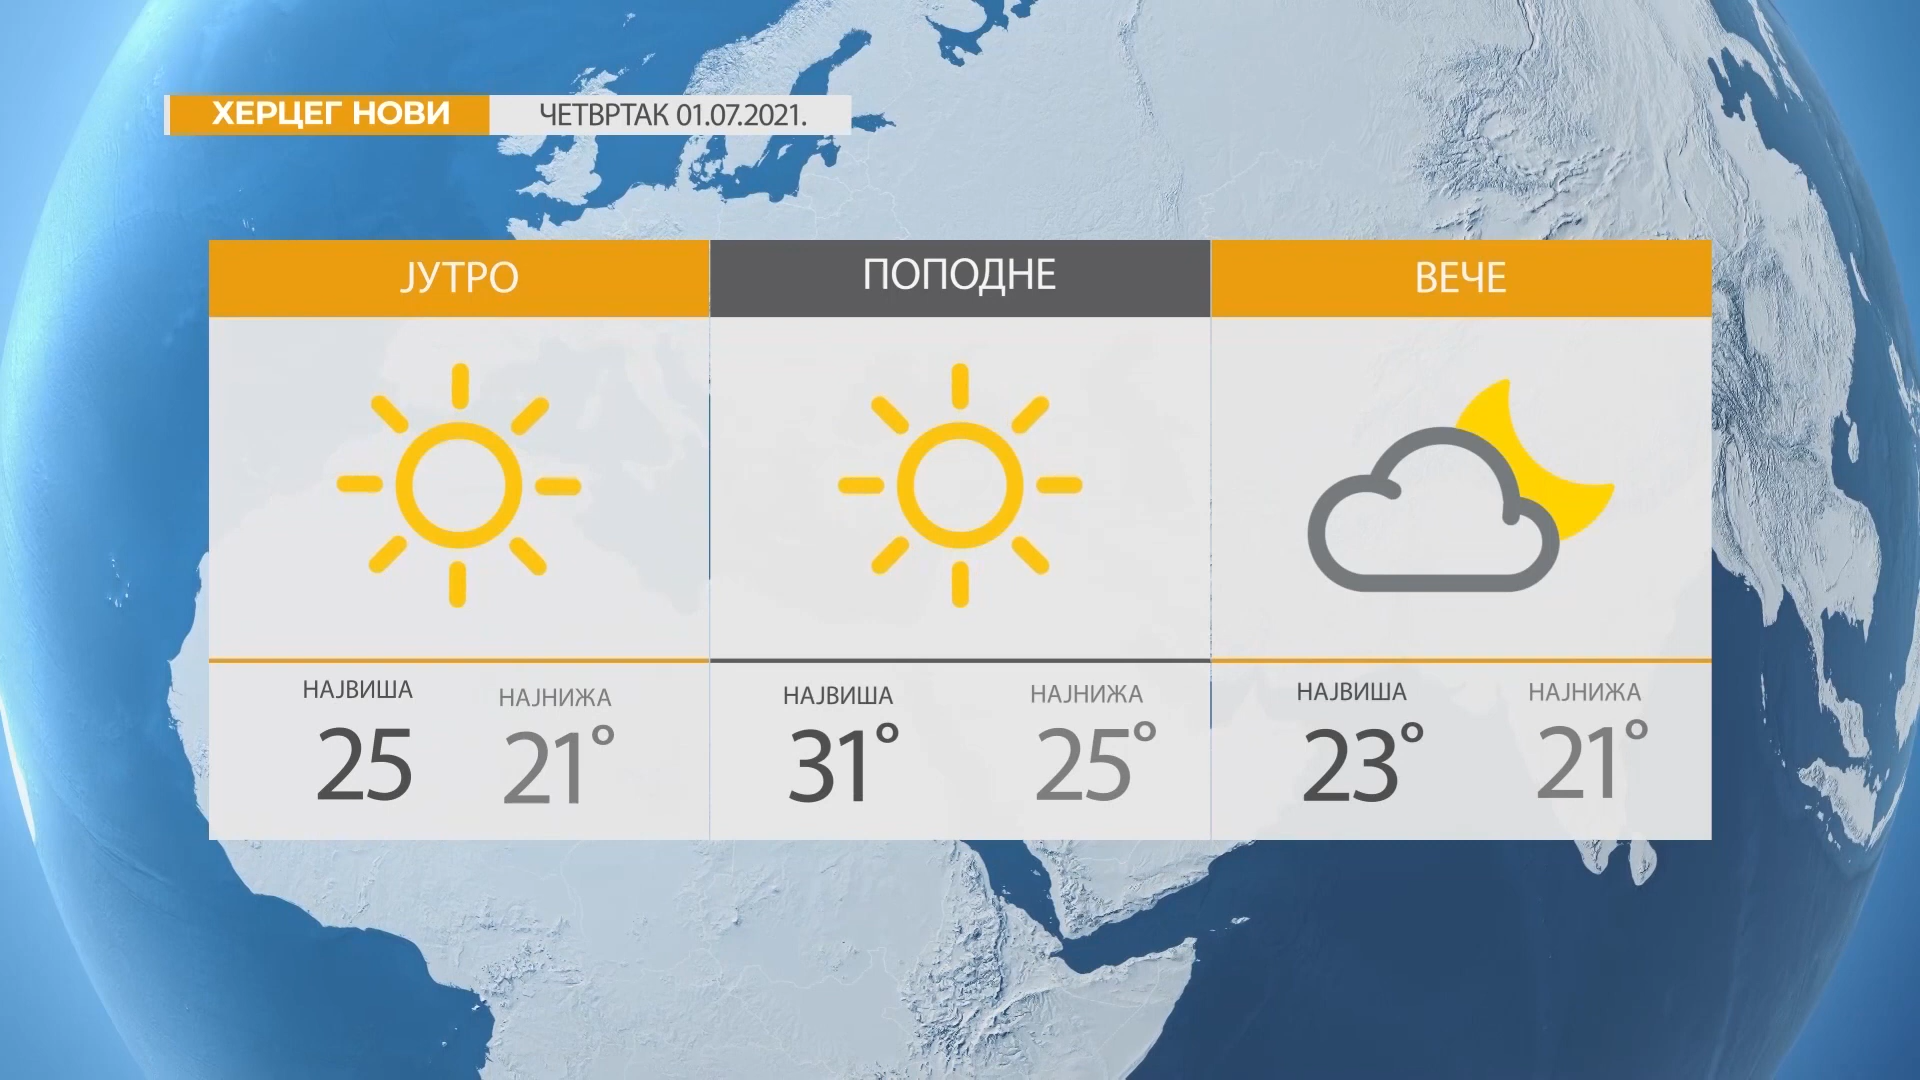 ХЕРЦЕГ НОВИ ЧЕТВРТАК 01.07.2021.
ЈУТРО ПОПОДНЕ ВЕЧЕ
НАЈВИША НАЈНИЖА НАЈВИША НАЈНИЖА НАЈВИША НАЈНИЖА
25 21° 31° 25° 23° 21°